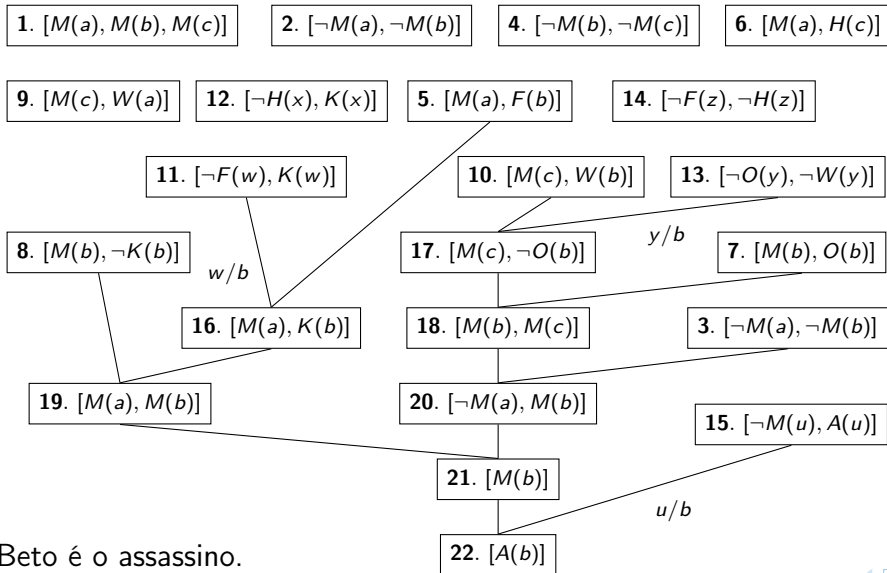 1. [M(a), M(b), M(c)] 2. [¬M(a), ¬M(b)] 4. [¬M(b), ¬M(c)] 6. [M(a), H(c)]
9. [M(c), W(a)] 12. [¬H(x), K(x)] 5. [M(a), F(b)] 14. [¬F(z), ¬H(z)]
11. [¬F(w), K(w)] 10. [M(c), W(b)] 13. [¬O(y), ¬W(y)]
8. [M(b), ¬K(b)] w/b 17. [M(c), ¬O(b)] y/b 7. [M(b), O(b)]
16. [M(a), K(b)] 18. [M(b), M(c)] 3. [¬M(a), ¬M(b)]
19. [M(a), M(b)] 20. [¬M(a), M(b)] 15. [¬M(u), A(u)]
21. [M(b)] u/b
Beto é o assassino. 22. [A(b)]